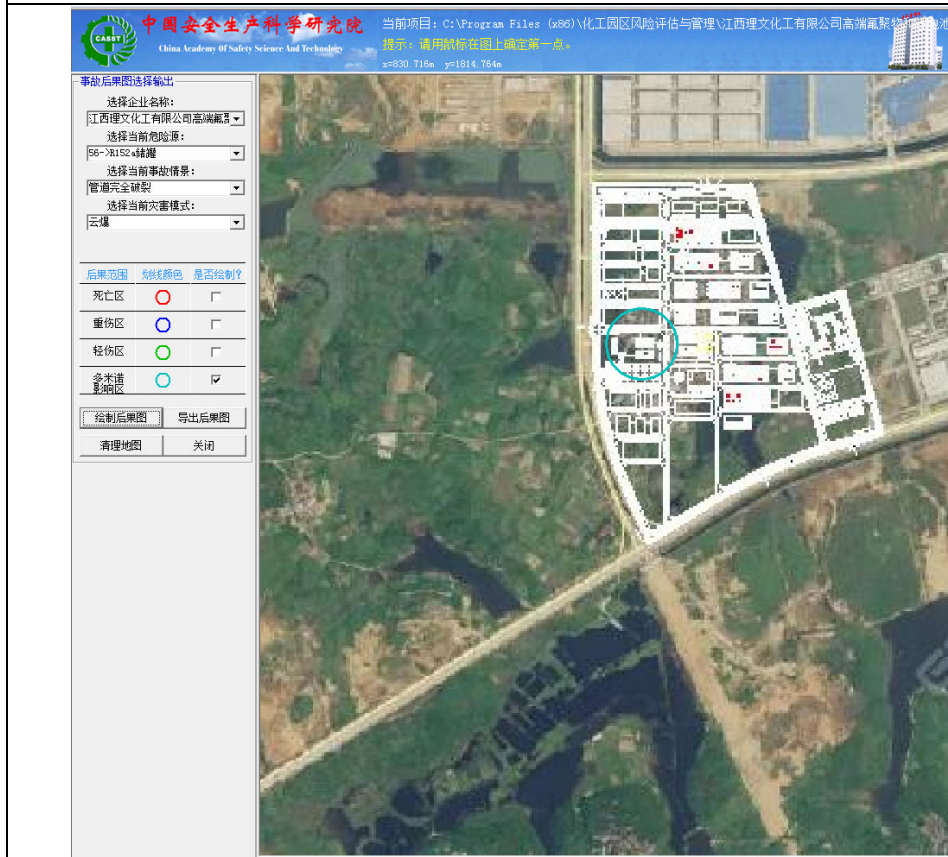 CASST
中国安全生产科学研究院
China Academy Of Safety Science And Technology
当前项目: C:\Program Files (x86)\化工园区风险评估与管理\江西理文化工有限公司高端氟聚物
提示: 请用鼠标在图上确定第一点。
x=830.716m y=1814.764m
事故后果图选择输出
选择企业名称:
江西理文化工有限公司高端氟
选择当前危险源:
56->R152a储罐
选择当前事故情景:
管道完全破裂
选择当前灾害模式:
云爆
后果范围 划线颜色 是否绘制?
死亡区
重伤区
轻伤区
多米诺
影响区
绘制后果图 导出后果图
清理地图 关闭